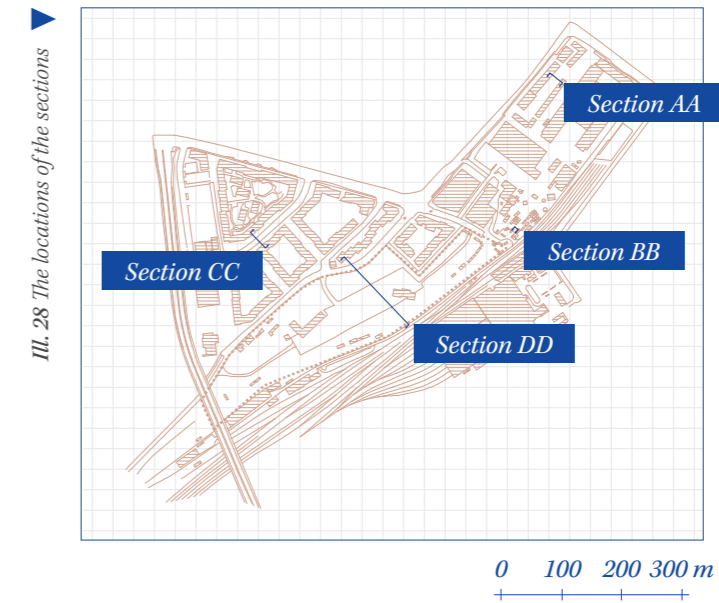 Ill. 28 The locations of the sections
Section AA
Section BB
Section CC
Section DD
0 100 200 300 m